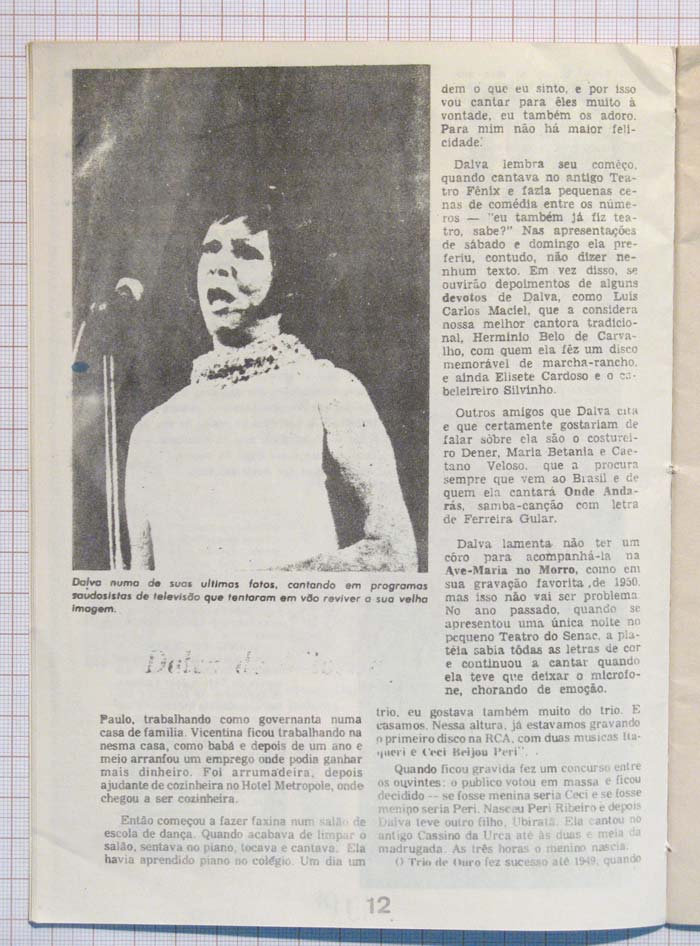 dem o que eu sinto, e por isso
vou cantar para êles muito à
vontade, eu também os adoro.
Para mim não há maior feli-
cidade.'
Dalva lembra seu comêço,
quando cantava no antigo Tea-
tro Fênix e fazia pequenas ce-
nas de comédia entre os núme-
ros — "eu também já fiz tea-
tro, sabe?" Nas apresentações
de sábado e domingo ela pre-
feriu, contudo, não dizer ne-
nhum texto. Em vez disso, se
ouvirão depoimentos de alguns
devotos de Dalva, como Luis
Carlos Maciel, que a considera
nossa melhor cantora tradicio-
nal, Hermínio Belo de Carva-
lho, com quem ela fêz um disco
memorável de marcha-rancho,
e ainda Elisete Cardoso e o ca-
beleireiro Silvinho.
Outros amigos que Dalva cita
e que certamente gostariam de
falar sôbre ela são o costurei-
ro Dener, Maria Betania e Cae-
tano Veloso, que a procura
sempre que vem ao Brasil e de
quem ela cantará Onde Anda-
rás, samba-canção com letra
de Ferreira Gular.
Dalva lamenta não ter um
côro para acompanhá-la na
Ave-Maria no Morro, como em
sua gravação favorita de 1950,
mas isso não vai ser problema.
No ano passado, quando se
apresentou uma única noite no
pequeno Teatro do Senac, a pla-
téia sabia tôdas as letras de cor
e continuou a cantar quando
ela teve que deixar o microfo-
ne, chorando de emoção.
Dalva numa de suas ultimas fotos, cantando em programas
saudosistas de televisão que tentaram em vão reviver a sua velha
imagem.
Paulo, trabalhando como governanta numa
casa de familia. Vicentina ficou trabalhando na
nesma casa, como babá e depois de um ano e
meio arranfou um emprego onde podia ganhar
mais dinheiro. Foi arrumadeira, depois
ajudante de cozinheira no Hotel Metropole, onde
chegou a ser cozinheira.
Então começou a fazer faxina num salão de
escola de dança. Quando acabava de limpar o
salão, sentava no piano, tocava e cantava. Ela
havia aprendido piano no colégio. Um dia um
trio, eu gostava também muito do trio. E
casamos. Nessa altura, já estavamos gravando
o primeiro disco na RCA, com duas musicas Ita-
queri e Ceci Beijou Peri".
Quando ficou gravida fez um concurso entre
os ouvintes: o publico votou em massa e ficou
decidido -- se fosse menina seria Ceci e se fosse
menino seria Peri. Nasceu Peri Ribeiro e depois
Dalva teve outro filho, Ubiratã. Ela cantou no
antigo Cassino da Urca até às duas e meia da
madrugada. As três horas o menino nascia.
O Trio de Ouro fez sucesso até 1949, quando
12